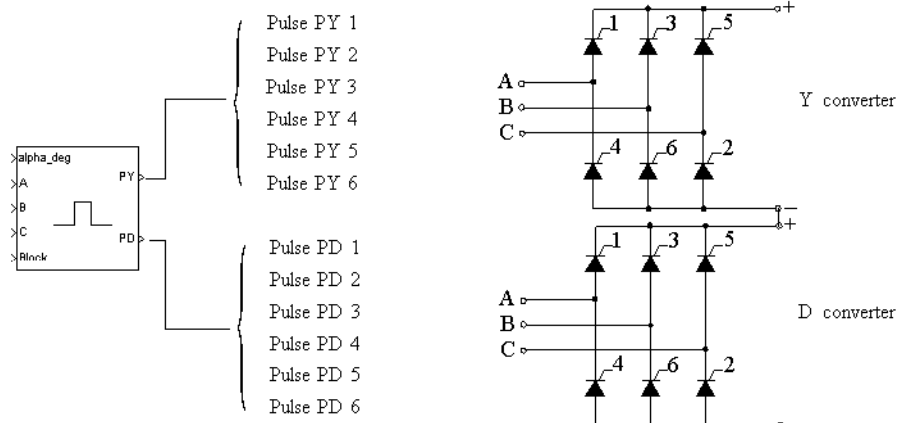 alpha_deg
A
B
C
Block
PY
PD
Pulse PY 1
Pulse PY 2
Pulse PY 3
Pulse PY 4
Pulse PY 5
Pulse PY 6
Pulse PD 1
Pulse PD 2
Pulse PD 3
Pulse PD 4
Pulse PD 5
Pulse PD 6
1 3 5 +
A
B
C
Y converter
4 6 2
−
+
1 3 5
A
B
C
D converter
4 6 2